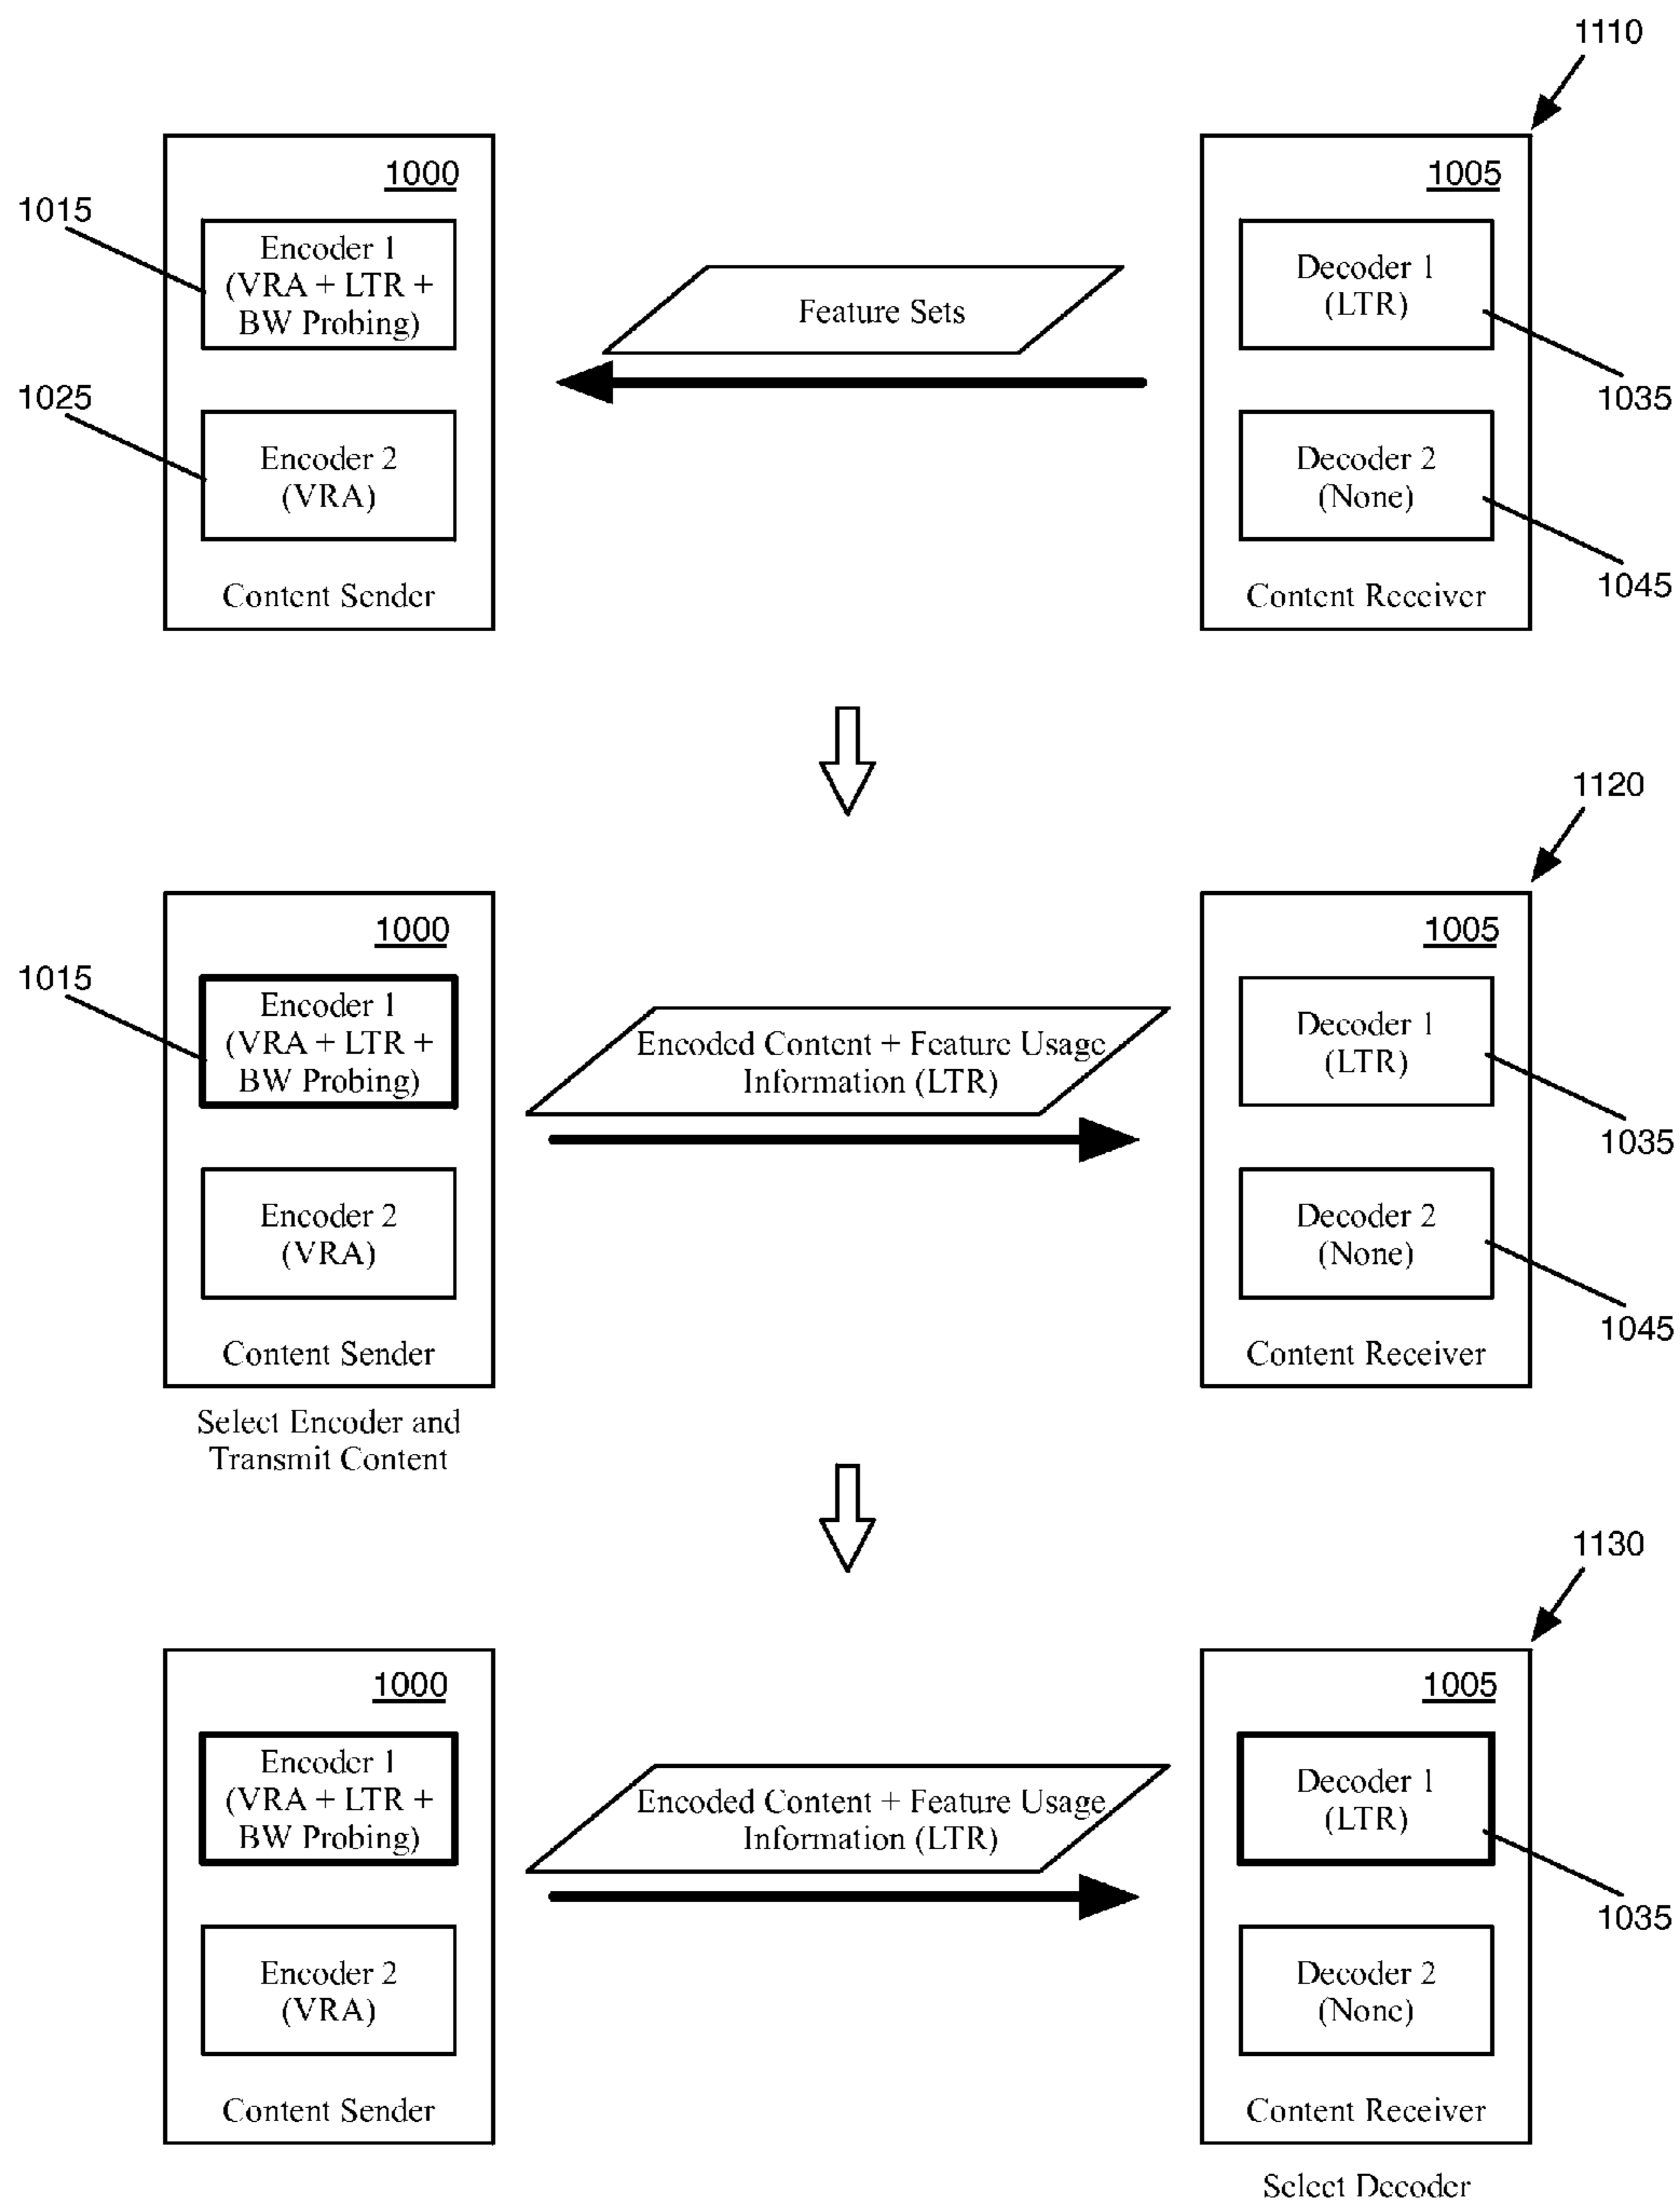 1110
1000
1005
1015
Encoder 1
(VRA + LTR +
BW Probing)
Feature Sets
Decoder 1
(LTR)
1025
1035
Encoder 2
(VRA)
Decoder 2
(None)
1045
Content Sender
Content Receiver
1120
1000
1005
1015
Encoder 1
(VRA + LTR +
BW Probing)
Encoded Content + Feature Usage
Information (LTR)
Decoder 1
(LTR)
1035
Encoder 2
(VRA)
Decoder 2
(None)
1045
Content Sender
Content Receiver
Select Encoder and
Transmit Content
1130
1000
1005
Encoder 1
(VRA + LTR +
BW Probing)
Encoded Content + Feature Usage
Information (LTR)
Decoder 1
(LTR)
1035
Encoder 2
(VRA)
Decoder 2
(None)
Content Sender
Content Receiver
Select Decoder